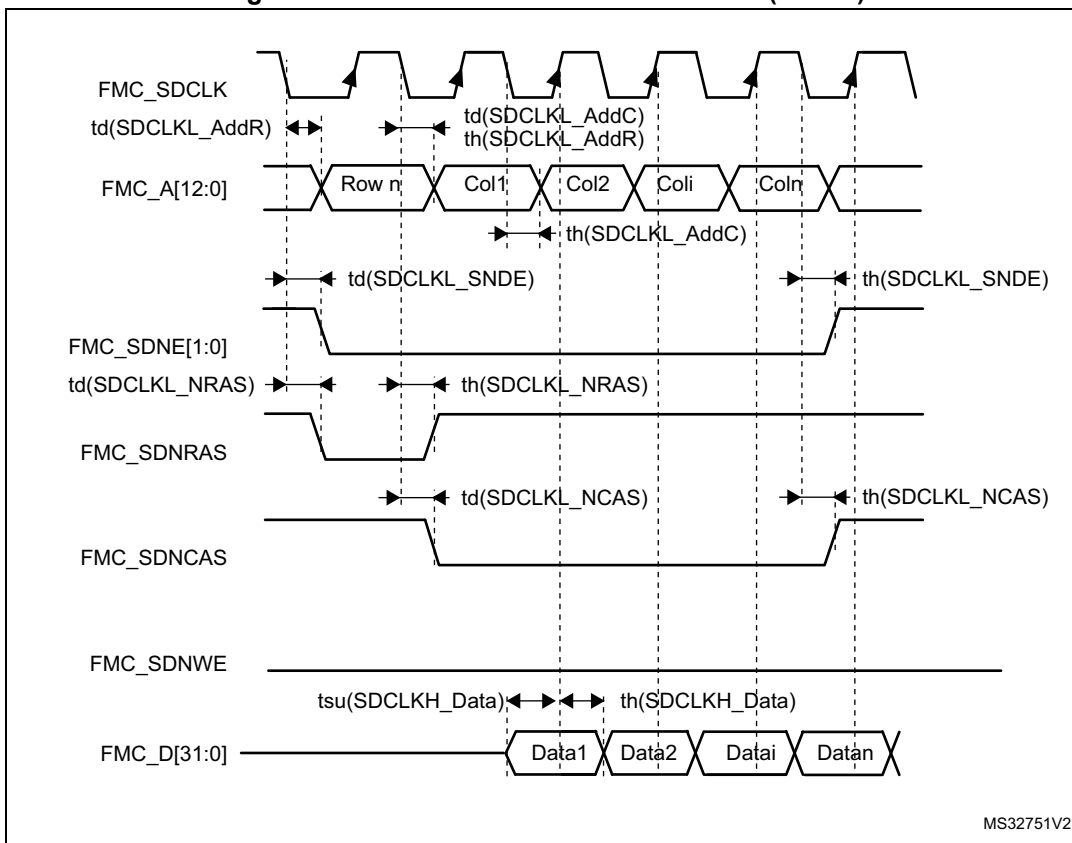 FMC_SDCLK
td(SDCLKL_AddR)
td(SDCLKL_AddC)
th(SDCLKL_AddR)
FMC_A[12:0]
Row n
Col1
Col2
Coli
Coln
th(SDCLKL_AddC)
td(SDCLKL_SNDE)
th(SDCLKL_SNDE)
FMC_SDNE[1:0]
td(SDCLKL_NRAS)
th(SDCLKL_NRAS)
FMC_SDNRAS
td(SDCLKL_NCAS)
th(SDCLKL_NCAS)
FMC_SDNCAS
FMC_SDNWE
tsu(SDCLKH_Data)
th(SDCLKH_Data)
FMC_D[31:0]
Data1
Data2
Datai
Datan
MS32751V2